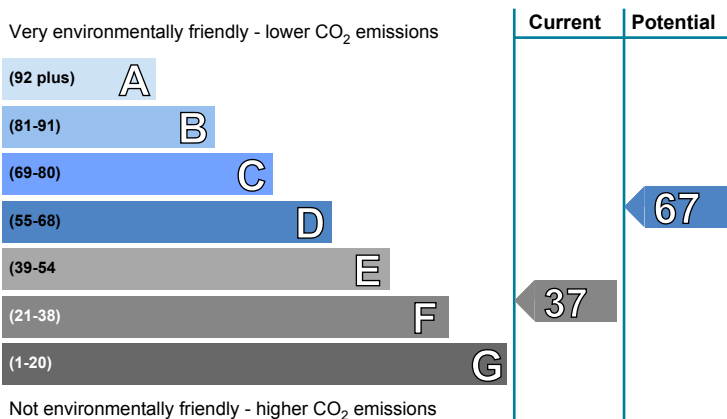 Very environmentally friendly - lower CO2 emissions
Current
Potential
(92 plus) A
(81-91) B
(69-80) C
(55-68) D
67
(39-54 E
(21-38) F
37
(1-20) G
Not environmentally friendly - higher CO2 emissions